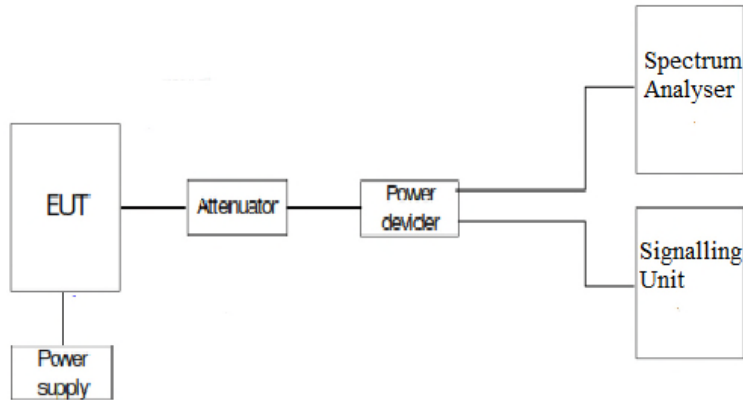 Spectrum
Analyser
EUT
Attenuator
Power
devider
Signalling
Unit
Power
supply